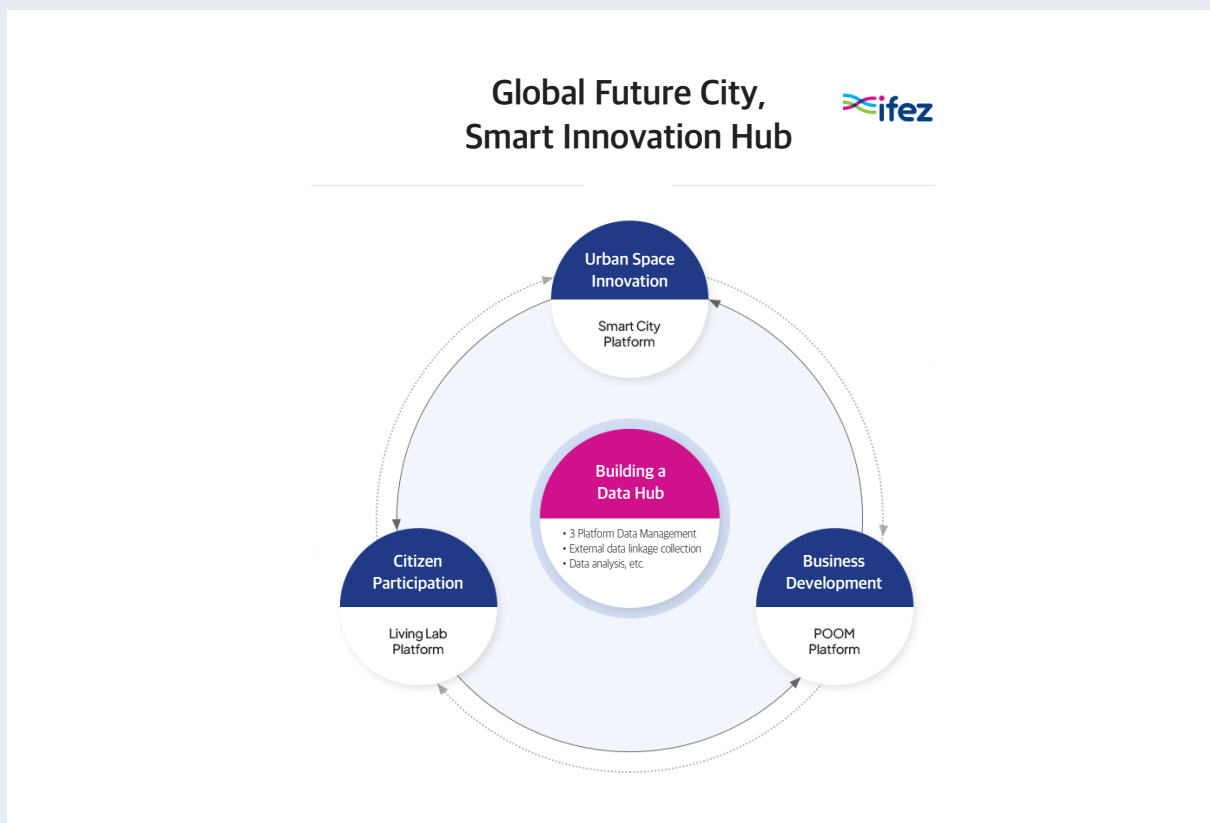 Global Future City,
Smart Innovation Hub
ifez
Urban Space
Innovation
Smart City
Platform
Building a
Data Hub
• 3 Platform Data Management
• External data linkage collection
• Data analysis, etc.
Citizen
Participation
Living Lab
Platform
Business
Development
POOM
Platform